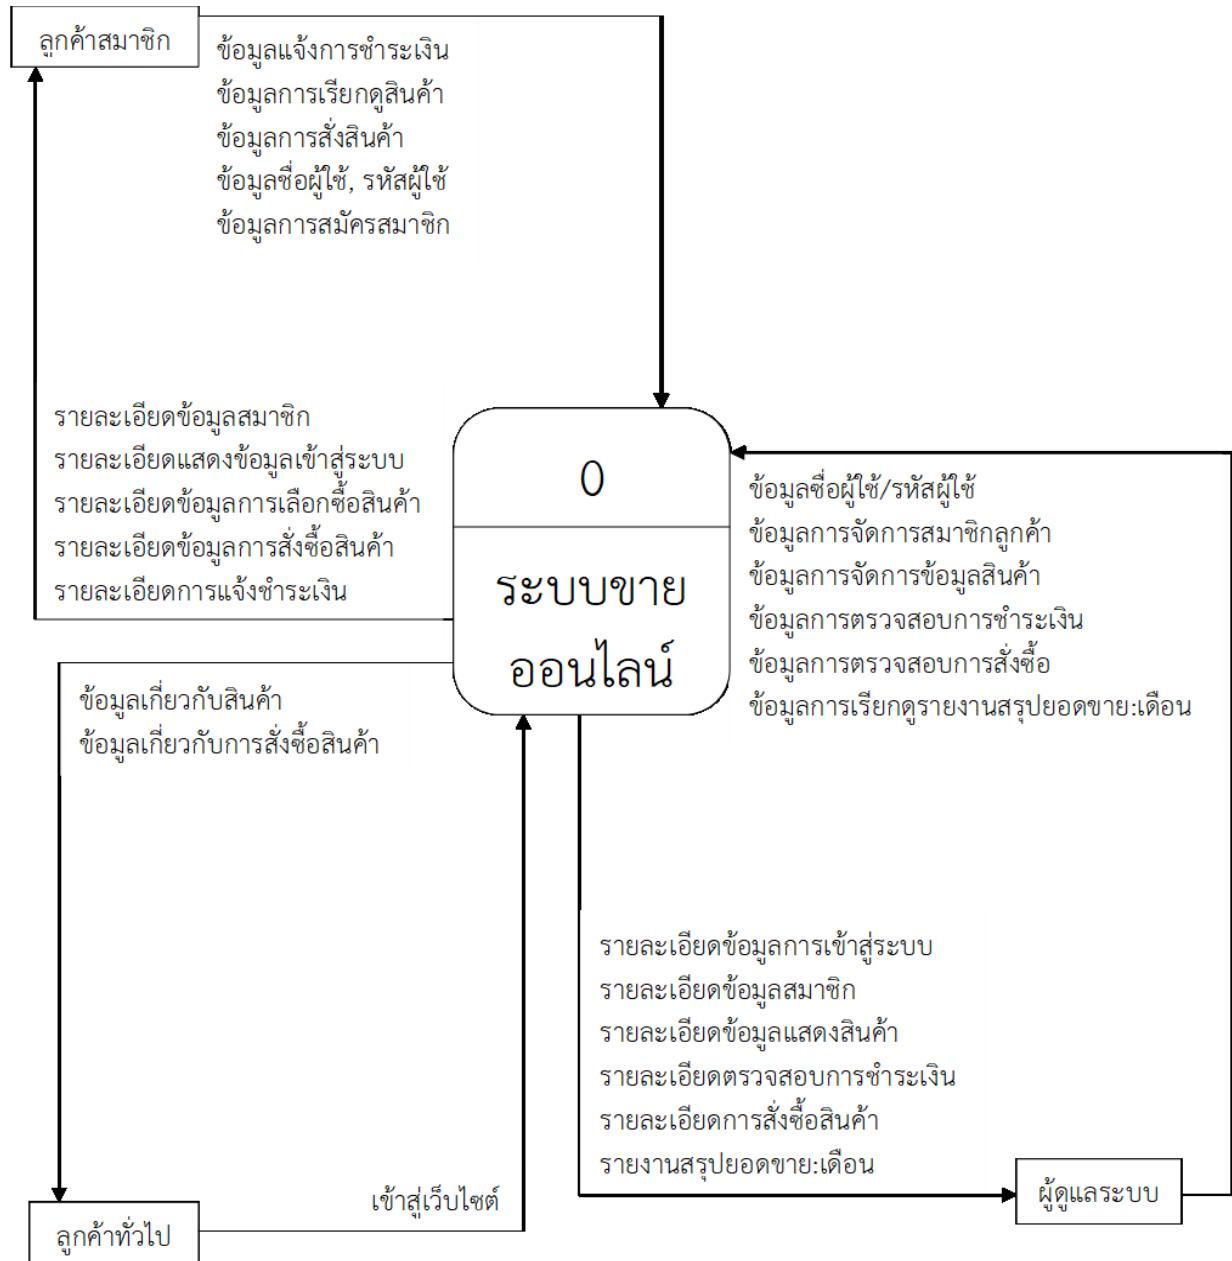 ลูกค้าสมาชิก
ข้อมูลแจ้งการชำระเงิน
ข้อมูลการเรียกดูสินค้า
ข้อมูลการสั่งสินค้า
ข้อมูลชื่อผู้ใช้, รหัสผู้ใช้
ข้อมูลการสมัครสมาชิก
รายละเอียดข้อมูลสมาชิก
รายละเอียดแสดงข้อมูลเข้าสู่ระบบ
รายละเอียดข้อมูลการเลือกซื้อสินค้า
รายละเอียดข้อมูลการสั่งซื้อสินค้า
รายละเอียดการแจ้งชำระเงิน
0
ระบบขาย
ออนไลน์
ข้อมูลชื่อผู้ใช้/รหัสผู้ใช้
ข้อมูลการจัดการสมาชิกลูกค้า
ข้อมูลการจัดการข้อมูลสินค้า
ข้อมูลการตรวจสอบการชำระเงิน
ข้อมูลการตรวจสอบการสั่งซื้อ
ข้อมูลการเรียกดูรายงานสรุปยอดขาย:เดือน
ข้อมูลเกี่ยวกับสินค้า
ข้อมูลเกี่ยวกับการสั่งซื้อสินค้า
รายละเอียดข้อมูลการเข้าสู่ระบบ
รายละเอียดข้อมูลสมาชิก
รายละเอียดข้อมูลแสดงสินค้า
รายละเอียดตรวจสอบการชำระเงิน
รายละเอียดการสั่งซื้อสินค้า
รายงานสรุปยอดขาย:เดือน
เข้าสู่เว็บไซต์
ลูกค้าทั่วไป
ผู้ดูแลระบบ